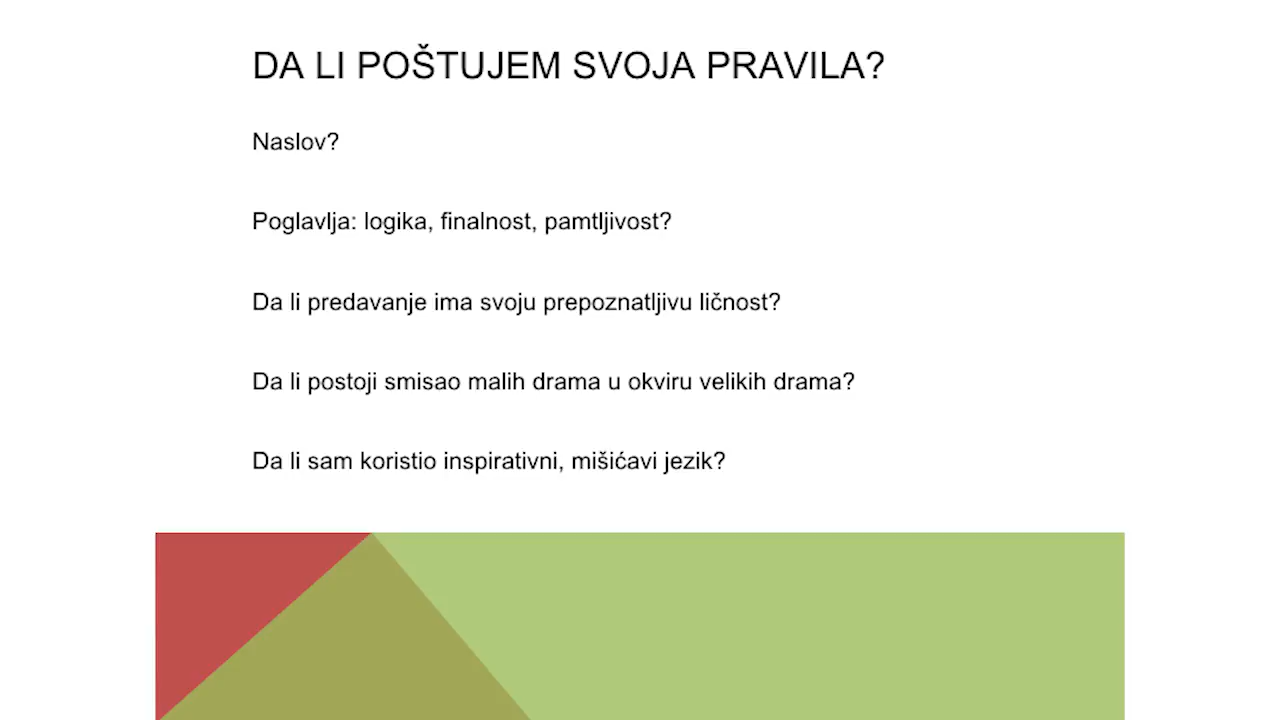 DA LI POŠTUJEM SVOJA PRAVILA?
Naslov?
Poglavlja: logika, finalnost, pamtljivost?
Da li predavanje ima svoju prepoznatljivu ličnost?
Da li postoji smisao malih drama u okviru velikih drama?
Da li sam koristio inspirativni, mišićavi jezik?